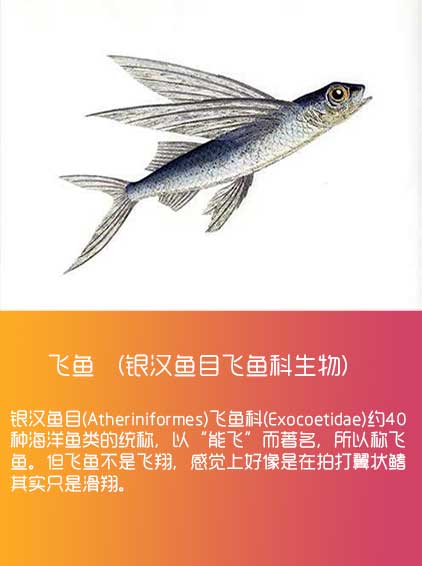 飞鱼 (银汉鱼目飞鱼科生物)
银汉鱼目(Atheriniformes)飞鱼科(Exocoetidae)约40
种海洋鱼类的统称,以“能飞”而著名,所以称飞
鱼。但飞鱼不是飞翔,感觉上好像是在拍打翼状鳍
其实只是滑翔。